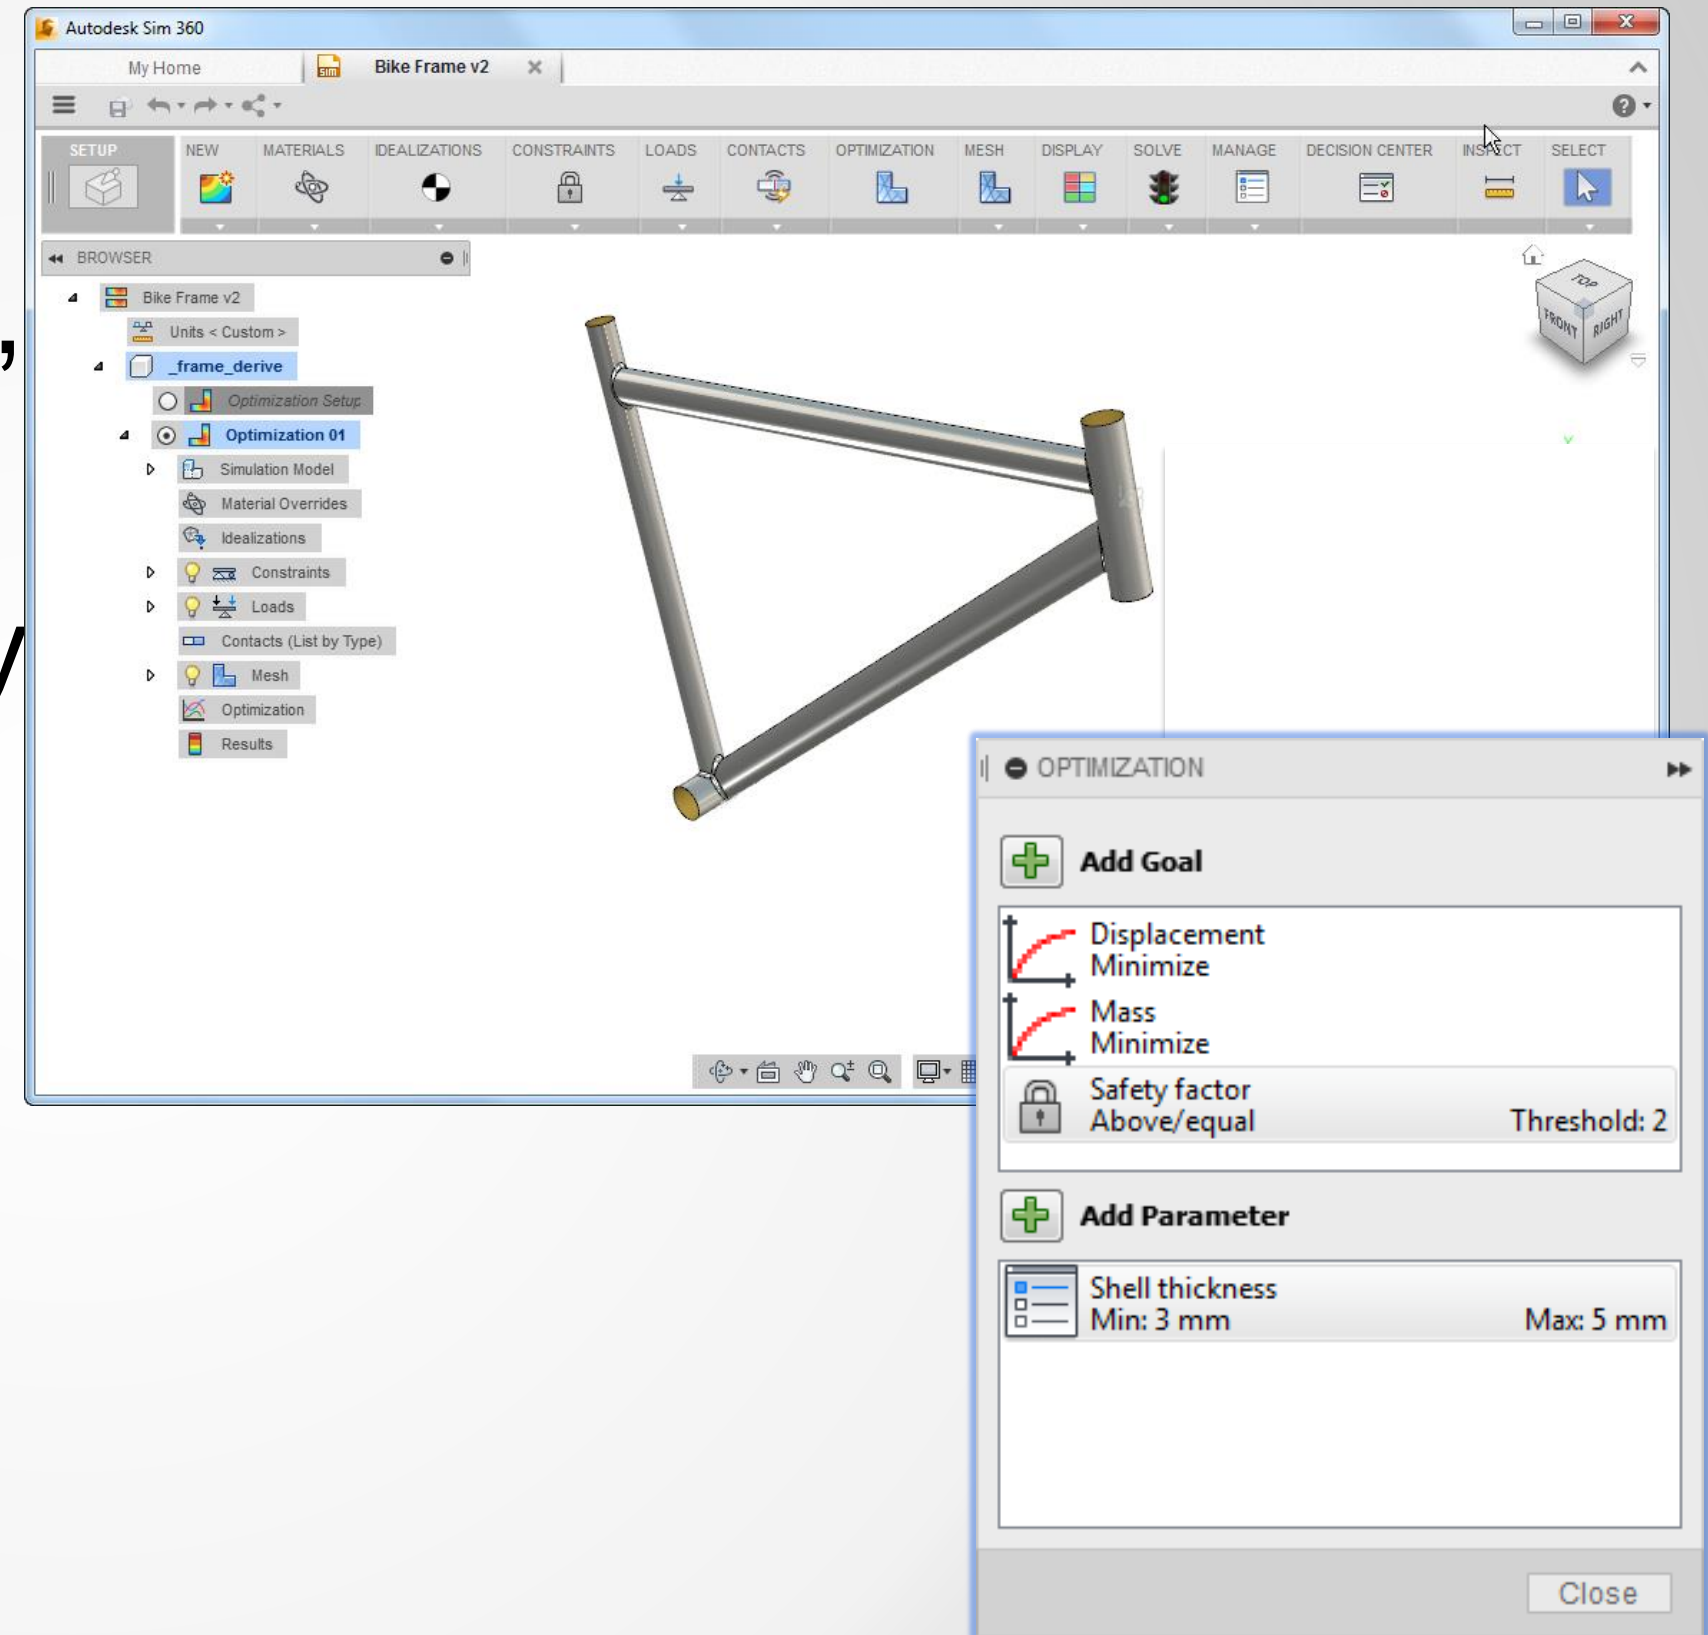 Autodesk Sim 360
My Home
Bike Frame v2
SETUP
NEW
MATERIALS
IDEALIZATIONS
CONSTRAINTS
LOADS
CONTACTS
OPTIMIZATION
MESH
DISPLAY
SOLVE
MANAGE
DECISION CENTER
INSPECT
SELECT
BROWSER
Bike Frame v2
Units < Custom >
_frame_derive
Optimization Setup
Optimization 01
Simulation Model
Material Overrides
Idealizations
Constraints
Loads
Contacts (List by Type)
Mesh
Optimization
Results
TOP
FRONT
RIGHT
,
y
OPTIMIZATION
Add Goal
Displacement
Minimize
Mass
Minimize
Safety factor
Above/equal Threshold: 2
Add Parameter
Shell thickness
Min: 3 mm Max: 5 mm
Close